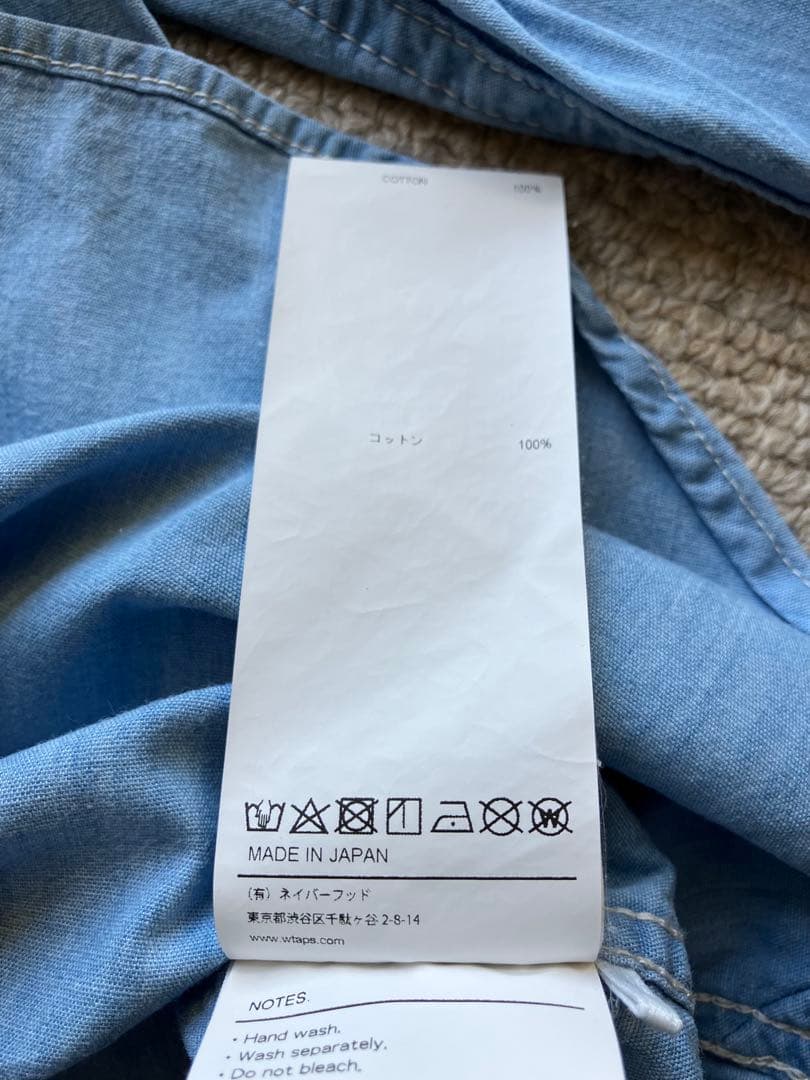 COTTON 100%
コットン 100%
MADE IN JAPAN
(有) ネイバーフッド
東京都渋谷区千駄ヶ谷 2-8-14
www.wtaps.com
NOTES.
・Hand wash.
・Wash separately.
・Do not bleach.